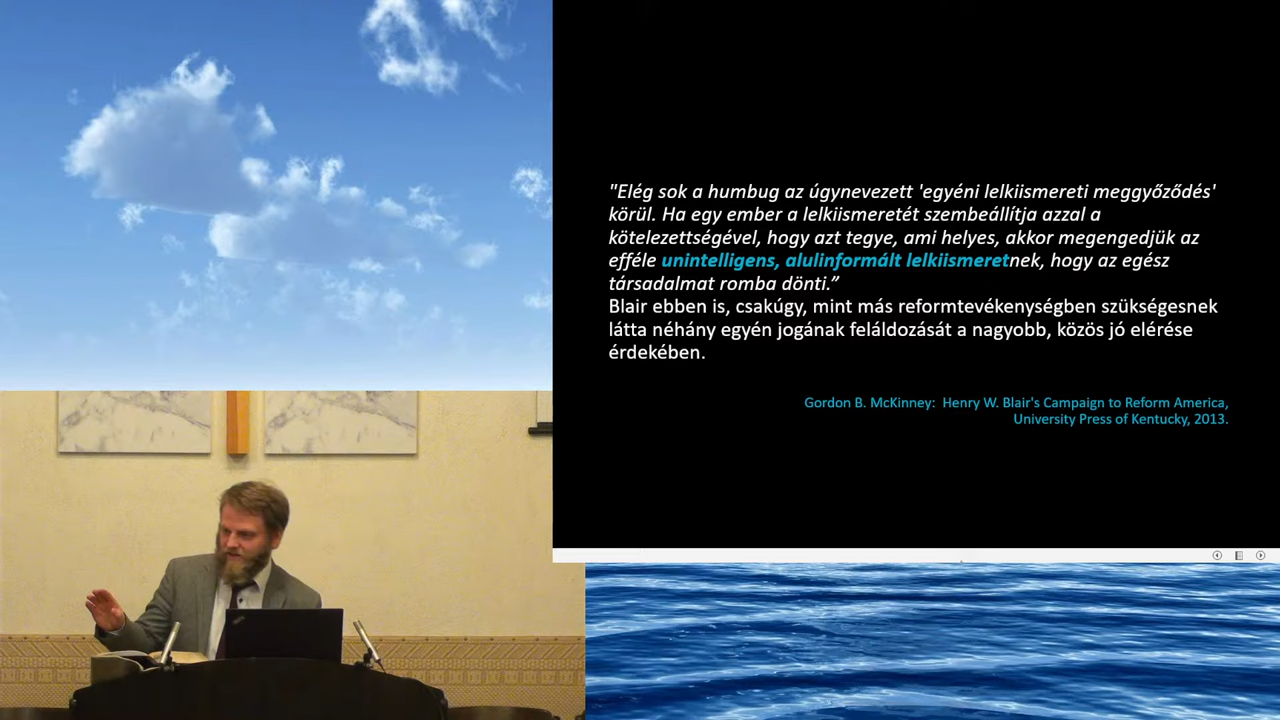 "Elég sok a humbug az úgynevezett 'egyéni lelkiismereti meggyőződés'
körül. Ha egy ember a lelkiismeretét szembeállítja azzal a
kötelezettségével, hogy azt tegye, ami helyes, akkor megengedjük az
efféle unintelligens, alulinformált lelkiismeretnek, hogy az egész
társadalmat romba dönti.”
Blair ebben is, csakúgy, mint más reformtevékenységben szükségesnek
látta néhány egyén jogának feláldozását a nagyobb, közös jó elérése
érdekében.
Gordon B. McKinney: Henry W. Blair's Campaign to Reform America,
University Press of Kentucky, 2013.